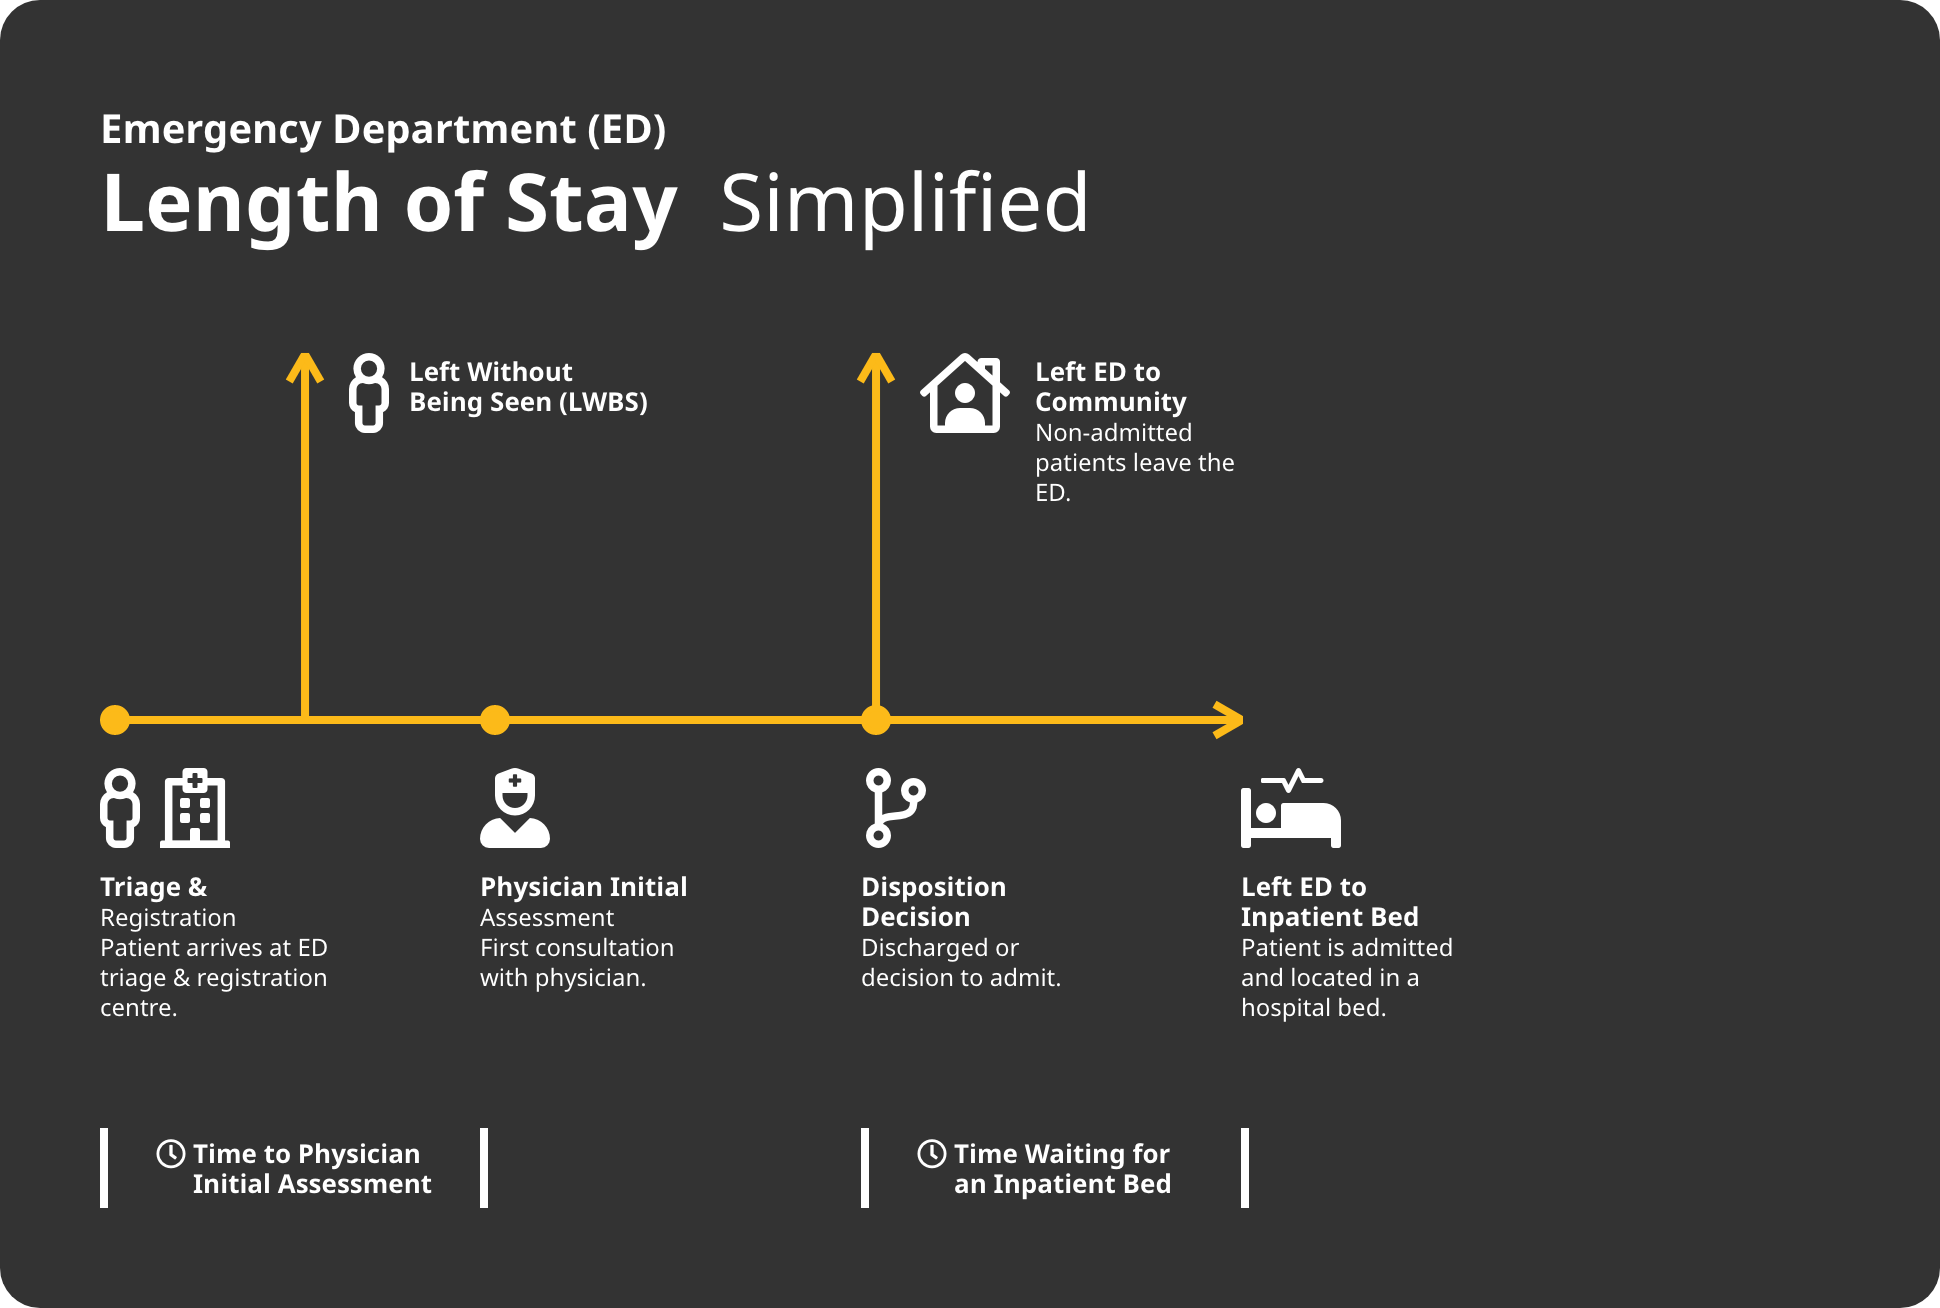 Emergency Department (ED)
Length of Stay Simplified
Left Without
Being Seen (LWBS)
Left ED to
Community
Non-admitted
patients leave the
ED.
Triage &
Registration
Patient arrives at ED
triage & registration
centre.
Physician Initial
Assessment
First consultation
with physician.
Disposition
Decision
Discharged or
decision to admit.
Left ED to
Inpatient Bed
Patient is admitted
and located in a
hospital bed.
Time to Physician
Initial Assessment
Time Waiting for
an Inpatient Bed